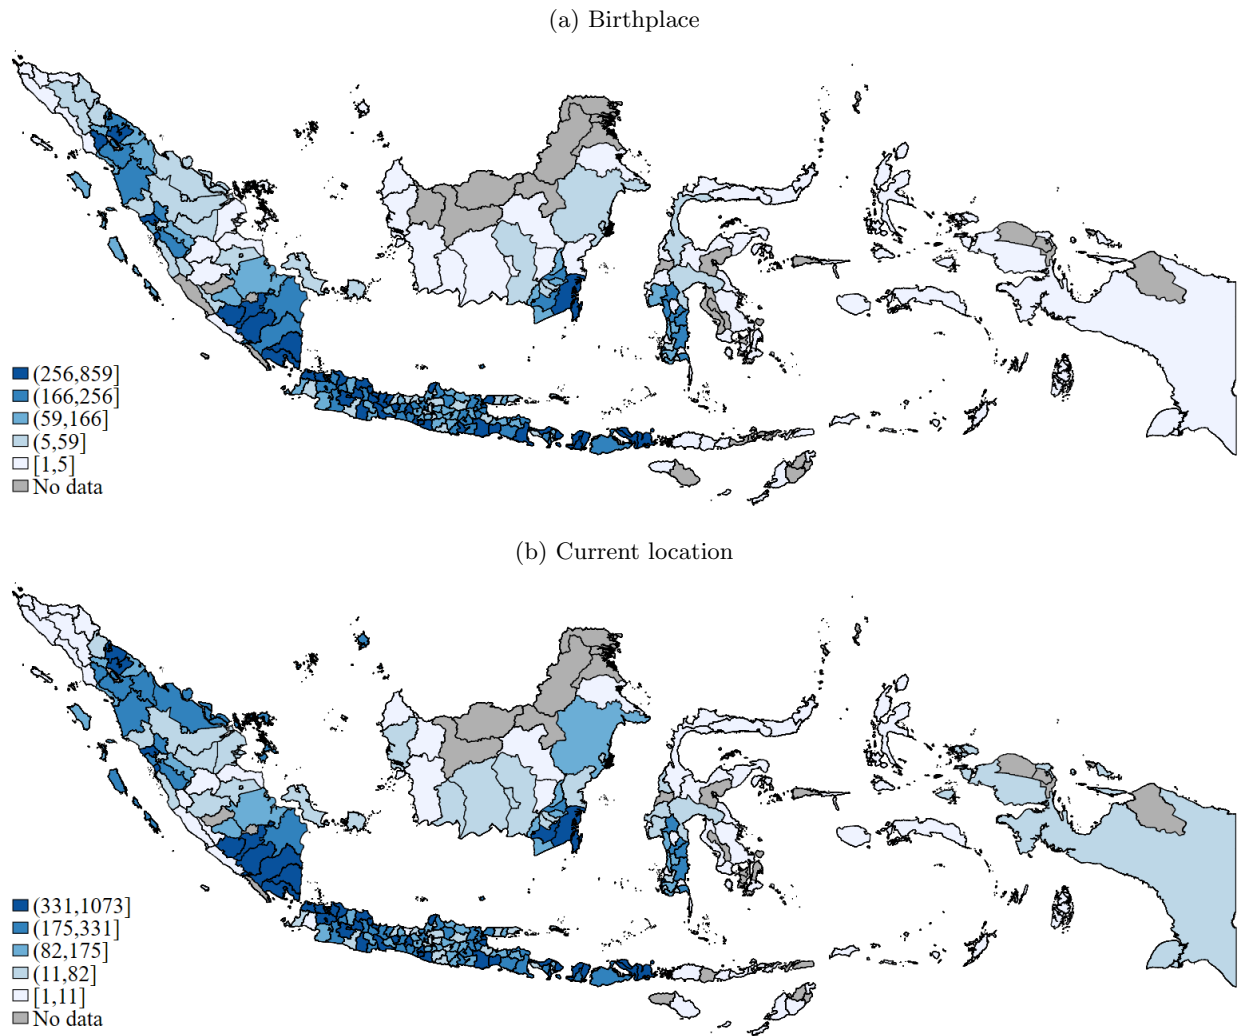 (a) Birthplace
(256,859]
(166,256]
(59,166]
(5,59]
[1,5]
No data
(b) Current location
(331,1073]
(175,331]
(82,175]
(11,82]
[1,11]
No data